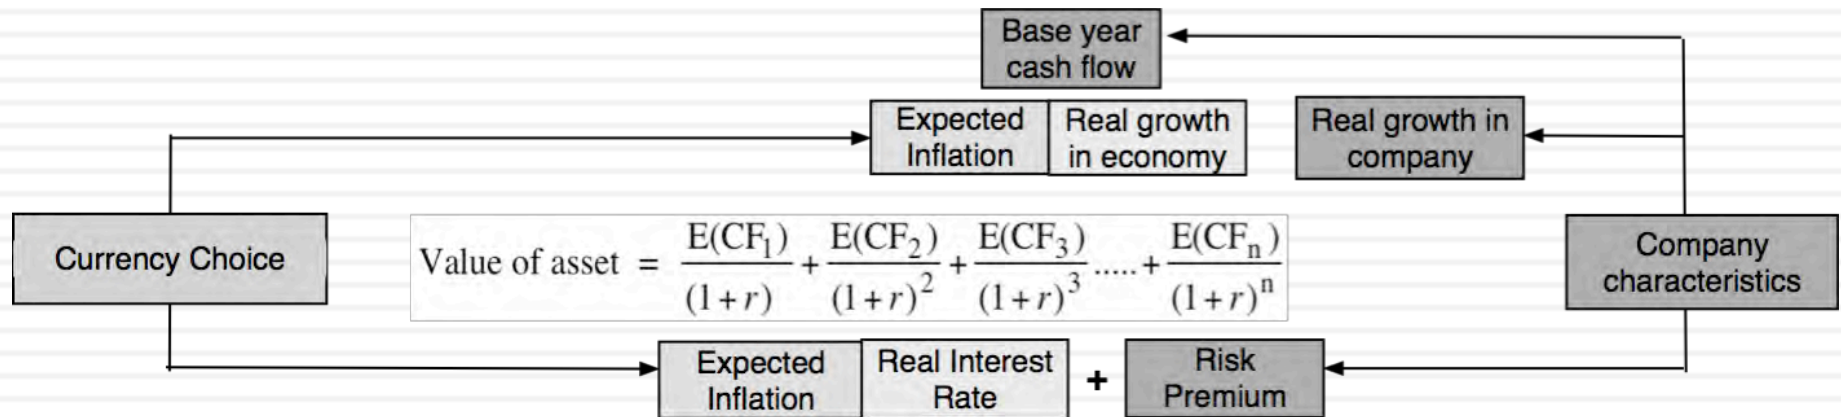 Base year
cash flow
Expected
Inflation
Real growth
in economy
Real growth in
company
Currency Choice
Value of asset = E(CF₁)/(1+r) + E(CF₂)/(1+r)² + E(CF₃)/(1+r)³ ..... + E(CFₙ)/(1+r)ⁿ
Company
characteristics
Expected
Inflation
Real Interest
Rate
+
Risk
Premium